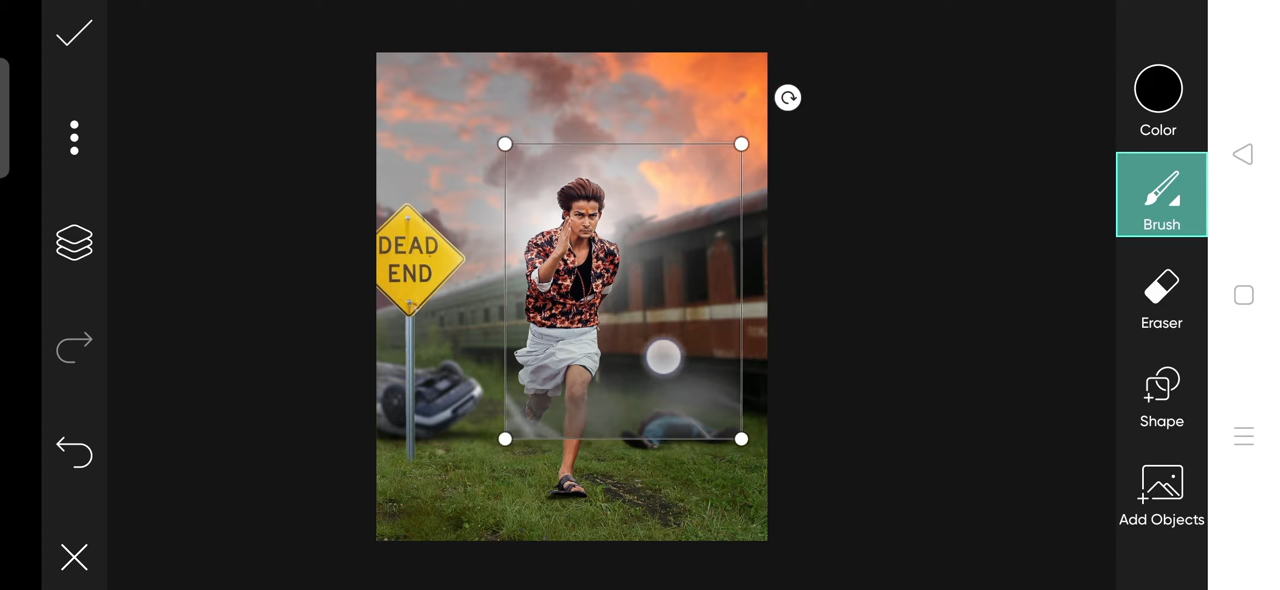 DEAD
END
Color
Brush
Eraser
Shape
Add Objects